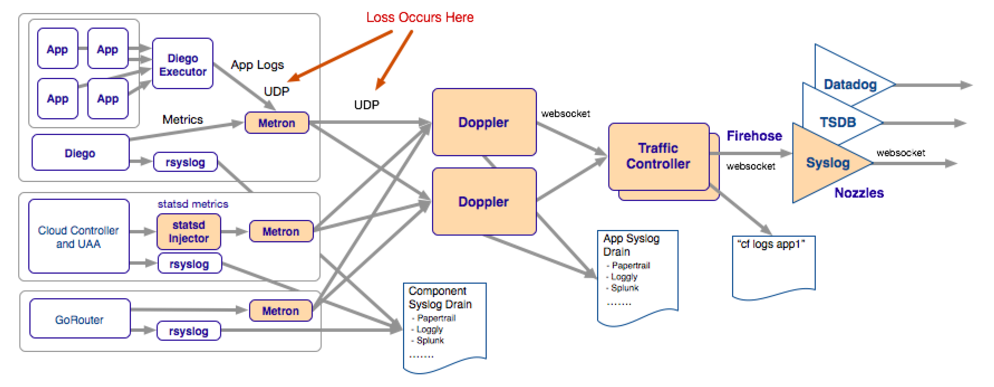 Loss Occurs Here
App
App
App
App
Diego
Executor
App Logs
UDP
UDP
Metrics
Metron
Diego
rsyslog
statsd metrics
Cloud Controller
and UAA
statsd
Injector
Metron
rsyslog
GoRouter
Metron
rsyslog
Doppler
Doppler
websocket
Traffic
Controller
Firehose
websocket
Datadog
TSDB
Syslog
websocket
Nozzles
Component
Syslog Drain
- Papertrail
- Loggly
- Splunk
.......
App Syslog
Drain
- Papertrail
- Loggly
- Splunk
.......
"cf logs app1"